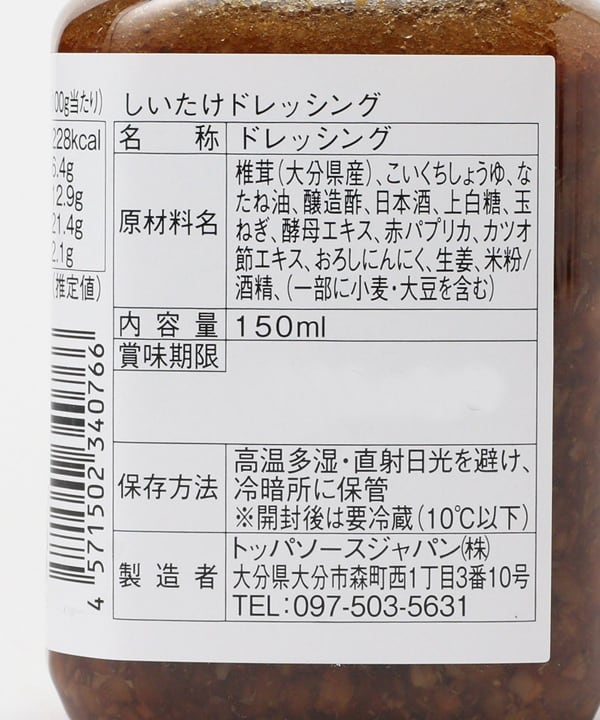 00g当たり)
228kcal
6.4g
12.9g
21.4g
2.1g
(推定値)
4 571502 340766
しいたけドレッシング
名 称 ドレッシング
原材料名
椎茸(大分県産)、こいくちしょうゆ、な
たね油、醸造酢、日本酒、上白糖、玉
ねぎ、酵母エキス、赤パプリカ、カツオ
節エキス、おろしにんにく、生姜、米粉/
酒精、(一部に小麦・大豆を含む)
内容量 150ml
賞味期限
保存方法
高温多湿・直射日光を避け、
冷暗所に保管
※開封後は要冷蔵(10℃以下)
製造者
トッパソースジャパン㈱
大分県大分市森町西1丁目3番10号
TEL:097-503-5631